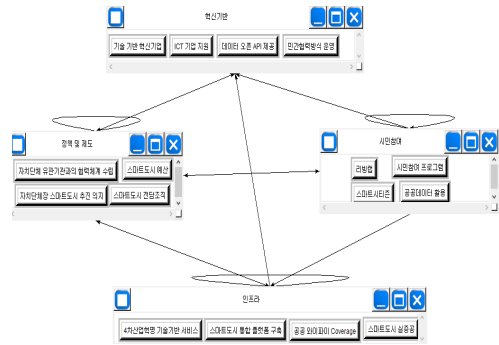 혁신기반
기술 기반 혁신기업 ICT 기업 지원 데이터 오픈 API 제공 민간협력방식 운영
정책 및 제도
자치단체 유관기관과의 협력체계 수립 스마트도시 예산
자치단체장 스마트도시 추진 의지 스마트도시 전담조직
시민참여
리빙랩 시민참여 프로그램
스마트시티즌 공공데이터 활용
인프라
4차산업혁명 기술기반 서비스 스마트도시 통합 플랫폼 구축 공공 와이파이 Coverage 스마트도시 실증공